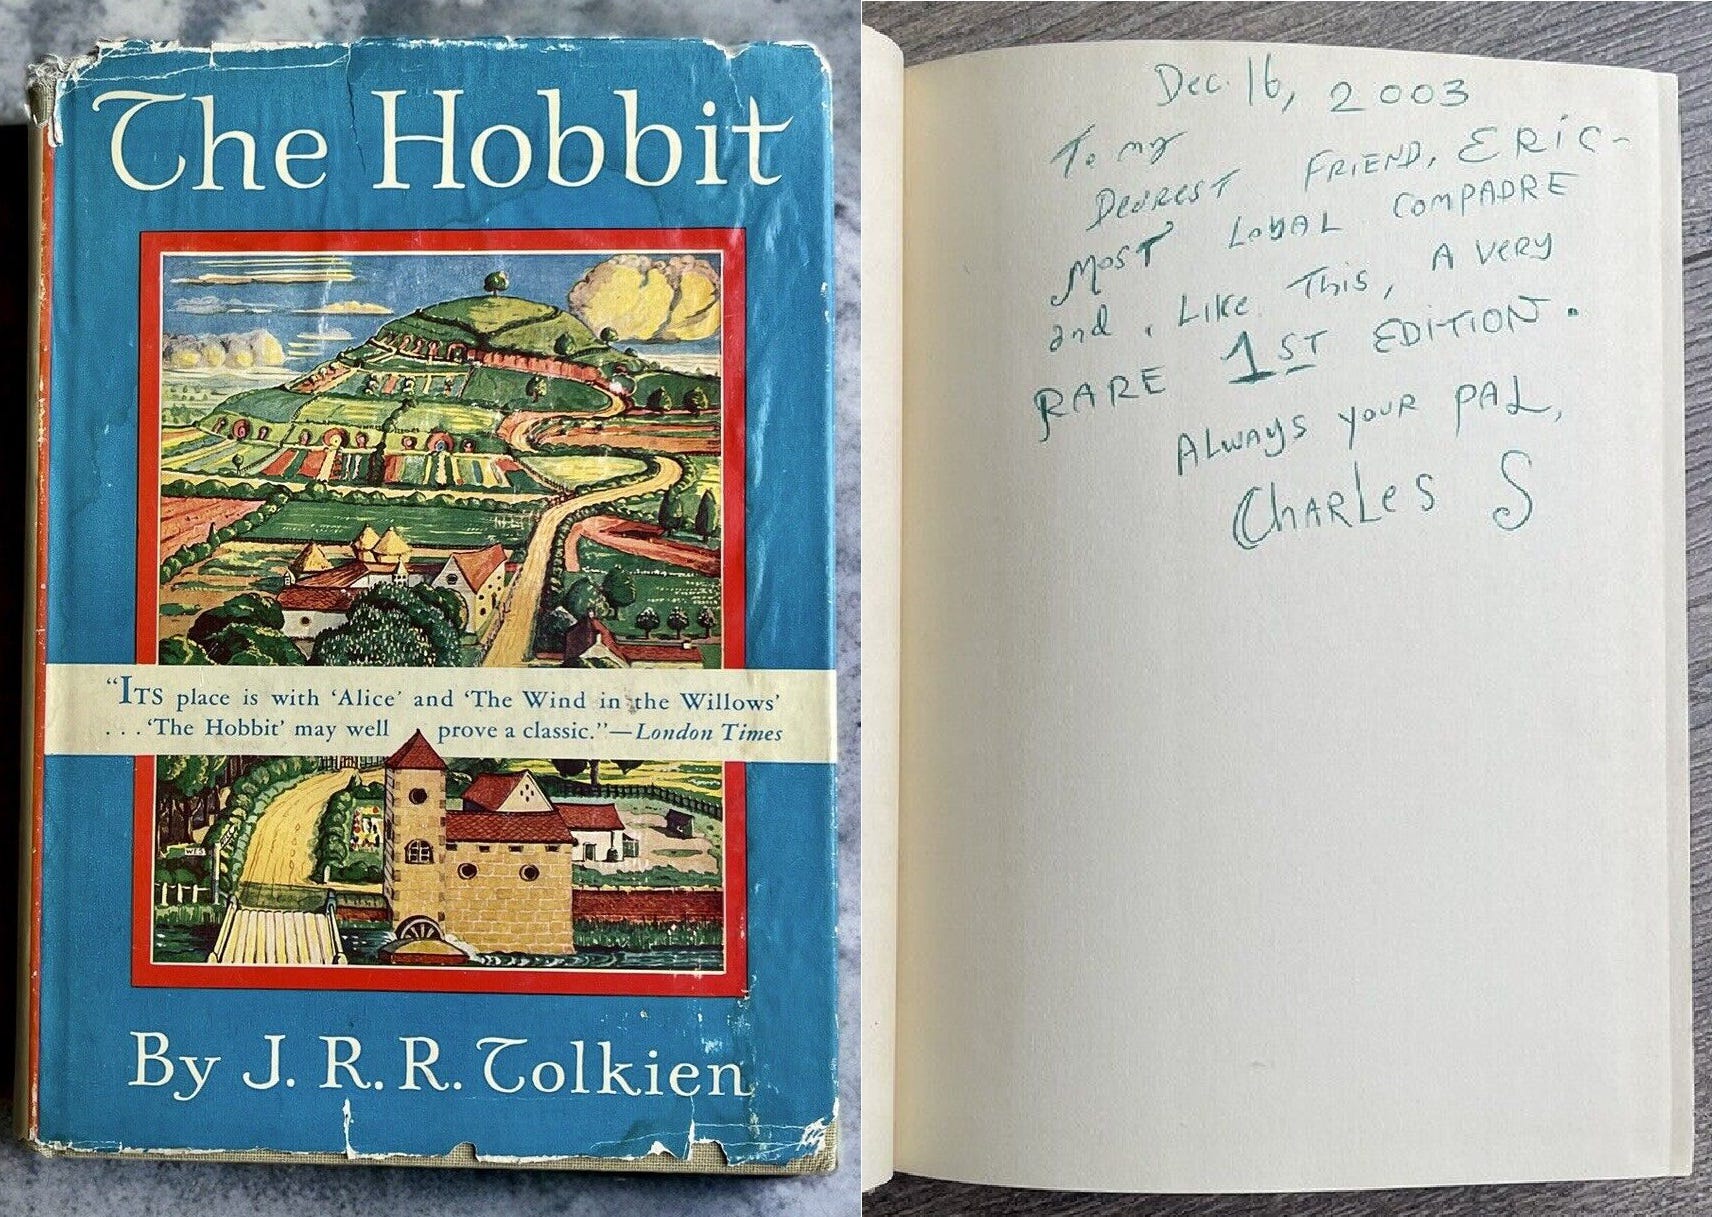 The Hobbit
"ITS place is with 'Alice' and 'The Wind in the Willows'
. . . 'The Hobbit' may well prove a classic."—London Times
By J. R. R. Tolkien
Dec. 16, 2003
To my
Dearest FRIEND, ERIC-
MOST LOYAL COMPADRE
and, LIKE THIS, A VERY
RARE 1ST EDITION.
ALWAYS YOUR PAL,
CHARLES S